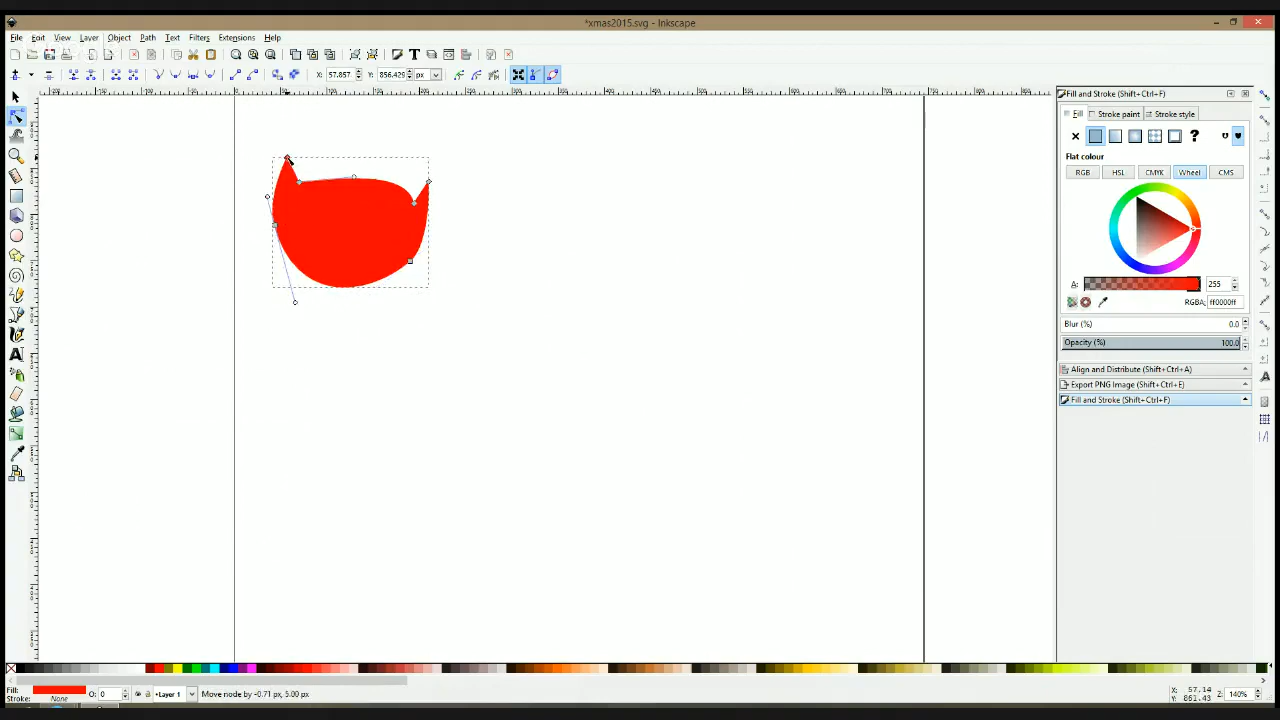 *xmas2015.svg - Inkscape
File Edit View Layer Object Path Text Filters Extensions Help
X: 57.857 Y: 856.429 px
Fill and Stroke (Shift+Ctrl+F)
Fill Stroke paint Stroke style
Flat colour
RGB HSL CMYK Wheel CMS
A: 255
RGBA: ff0000ff
Blur (%) 0.0
Opacity (%) 100.0
Align and Distribute (Shift+Ctrl+A)
Export PNG Image (Shift+Ctrl+E)
Fill and Stroke (Shift+Ctrl+F)
Fill:
Stroke: None
O: 0
•Layer 1
Move node by -0.71 px, 5.00 px
X: 57.14
Y: 861.43
Z: 140%